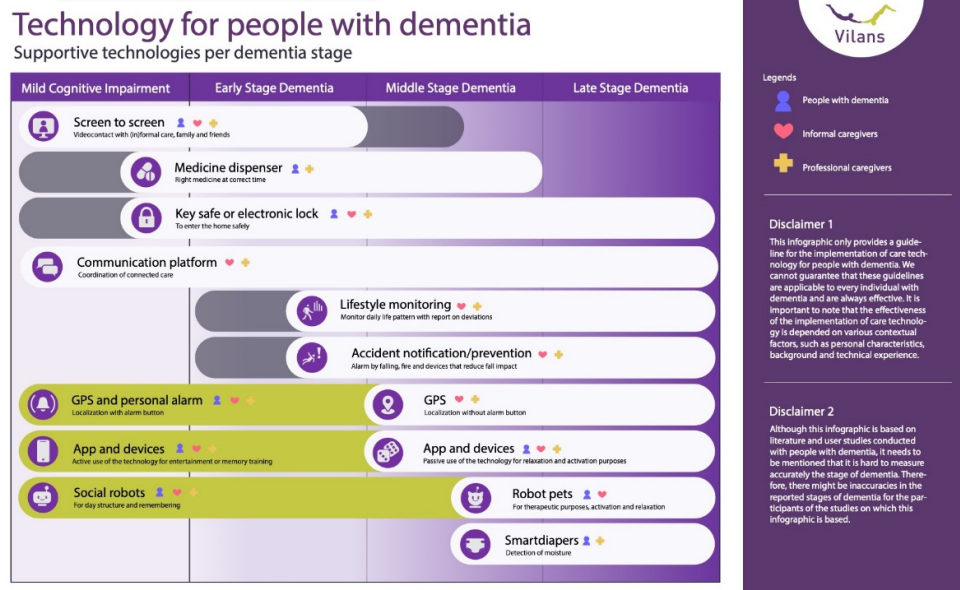 Technology for people with dementia
Supportive technologies per dementia stage
Mild Cognitive Impairment
Early Stage Dementia
Middle Stage Dementia
Late Stage Dementia
Screen to screen
Videocontact with (in)formal care, family and friends
Medicine dispenser
Right medicine at correct time
Key safe or electronic lock
To enter the home safely
Communication platform
Coordination of connected care
Lifestyle monitoring
Monitor daily life pattern with report on deviations
Accident notification/prevention
Alarm by falling, fire and devices that reduce fall impact
GPS and personal alarm
Localization with alarm button
GPS
Localization without alarm button
App and devices
Active use of the technology for entertainment or memory training
App and devices
Passive use of the technology for relaxation and activation purposes
Social robots
For day structure and remembering
Robot pets
For therapeutic purposes, activation and relaxation
Smartdiapers
Detection of moisture
Vilans
Legends
People with dementia
Informal caregivers
Professional caregivers
Disclaimer 1
This infographic only provides a guide-
line for the implementation of care tech-
nology for people with dementia. We
cannot guarantee that these guidelines
are applicable to every individual with
dementia and are always effective. It is
important to note that the effectiveness
of the implementation of care technolo-
gy is depended on various contextual
factors, such as personal characteristics,
background and technical experience.
Disclaimer 2
Although this infographic is based on
literature and user studies conducted
with people with dementia, it needs to
be mentioned that it is hard to measure
accurately the stage of dementia. There-
fore, there might be inaccuracies in the
reported stages of dementia for the par-
ticipants of the studies on which this
infographic is based.